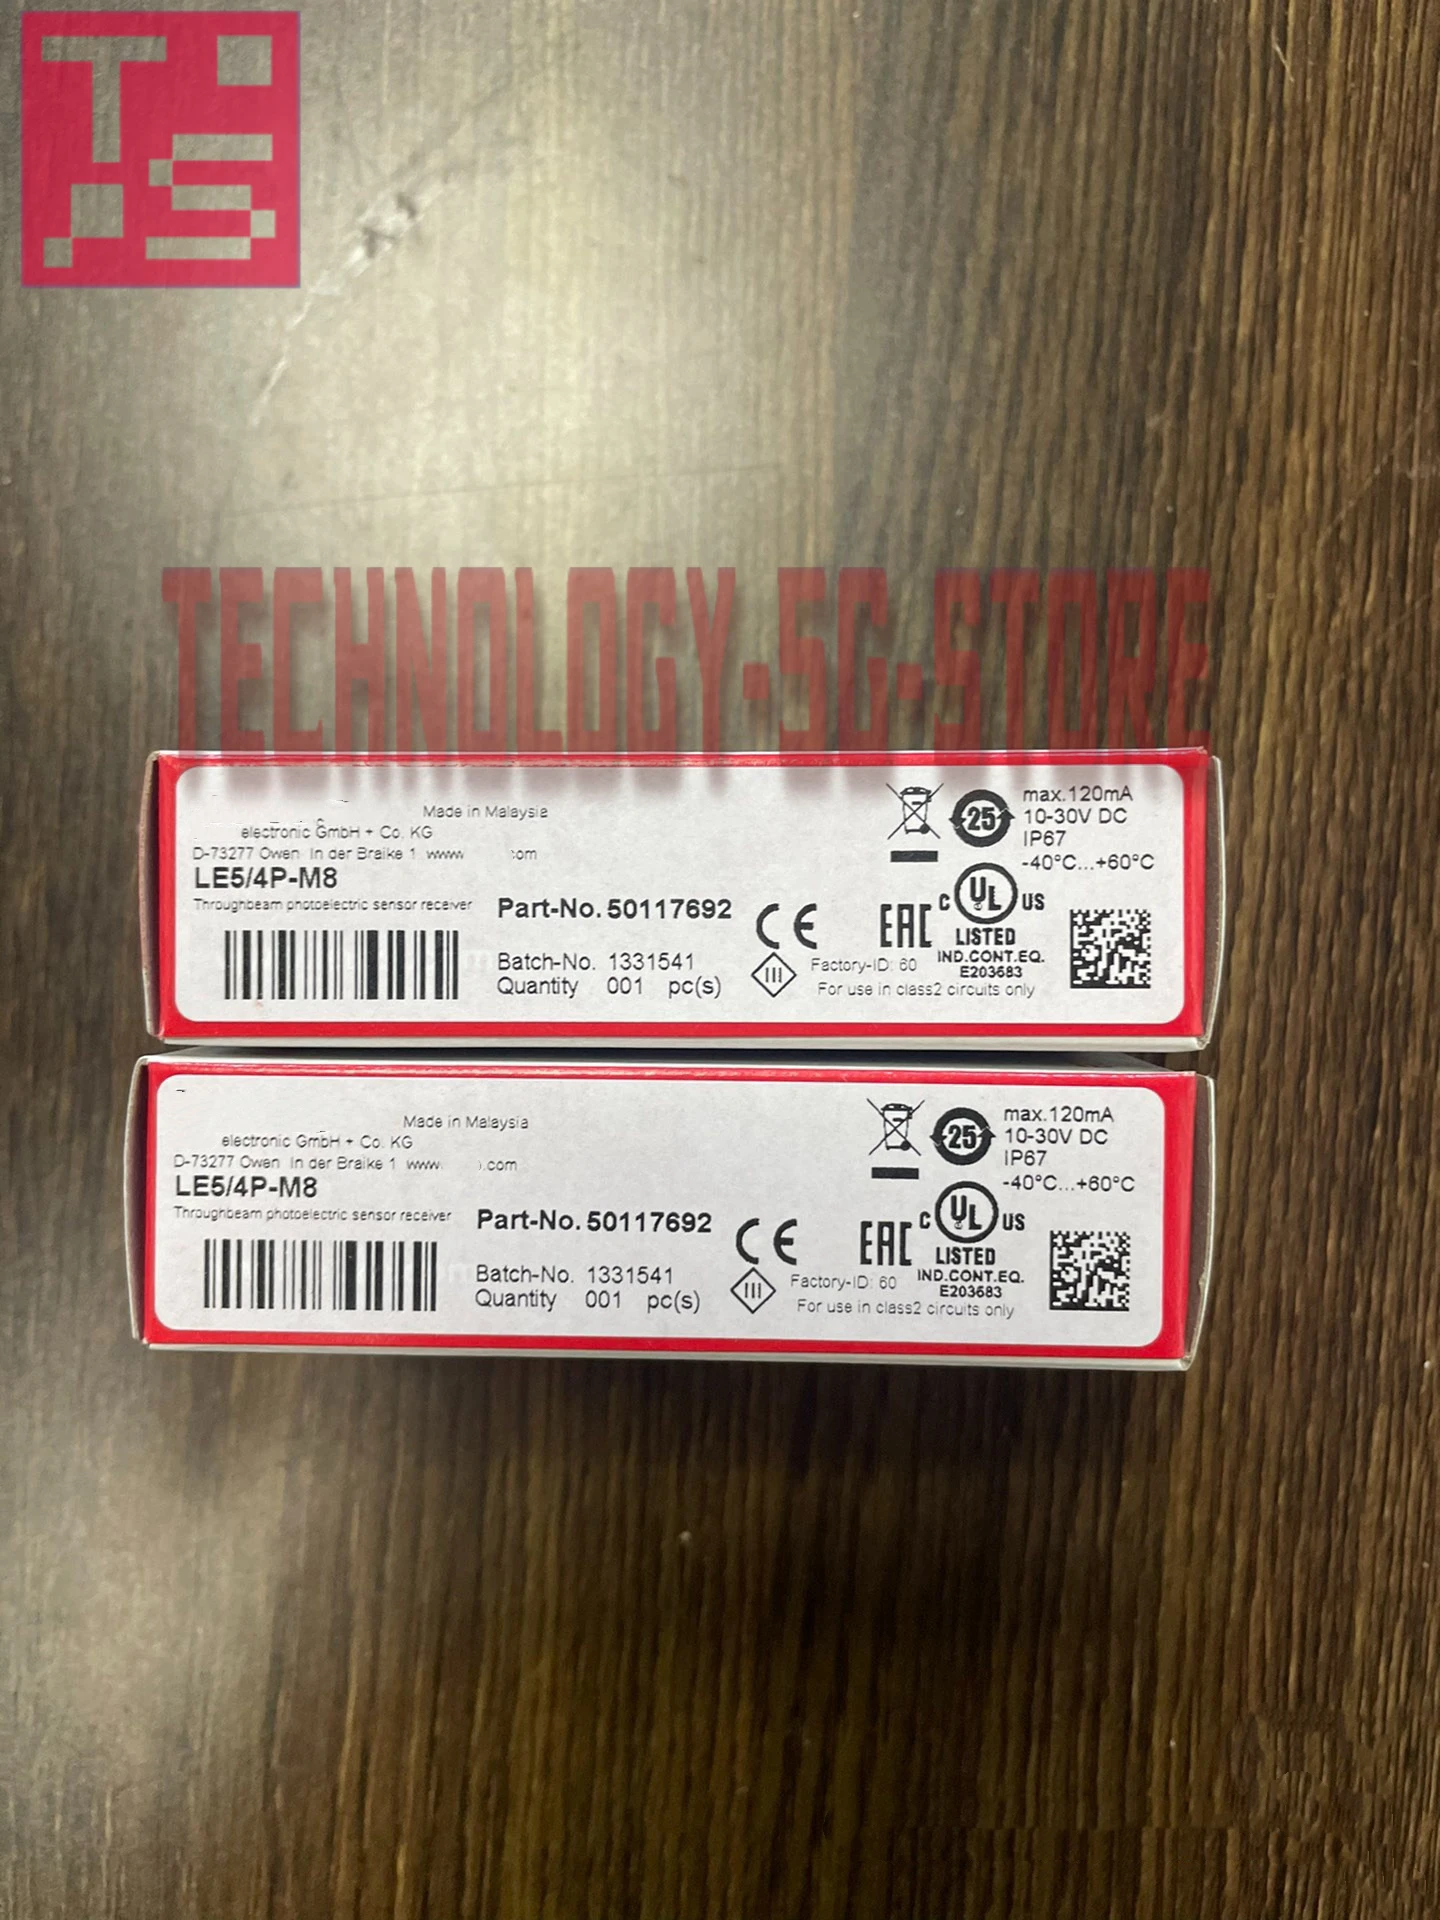 TECHNOLOGY-5G-STORE
Made in Malaysia
electronic GmbH + Co. KG
D-73277 Owen In der Braike 1 www. .com
LE5/4P-M8
Throughbeam photoelectric sensor receiver
Part-No. 50117692
Batch-No. 1331541
Quantity 001 pc(s)
25
max.120mA
10-30V DC
IP67
-40°C...+60°C
CE
EAC
C UL US
LISTED
IND.CONT.EQ.
E203683
III
Factory-ID: 60
For use in class2 circuits only
Made in Malaysia
electronic GmbH + Co. KG
D-73277 Owen In der Braike 1 www. .com
LE5/4P-M8
Throughbeam photoelectric sensor receiver
Part-No. 50117692
Batch-No. 1331541
Quantity 001 pc(s)
25
max.120mA
10-30V DC
IP67
-40°C...+60°C
CE
EAC
C UL US
LISTED
IND.CONT.EQ.
E203683
III
Factory-ID: 60
For use in class2 circuits only